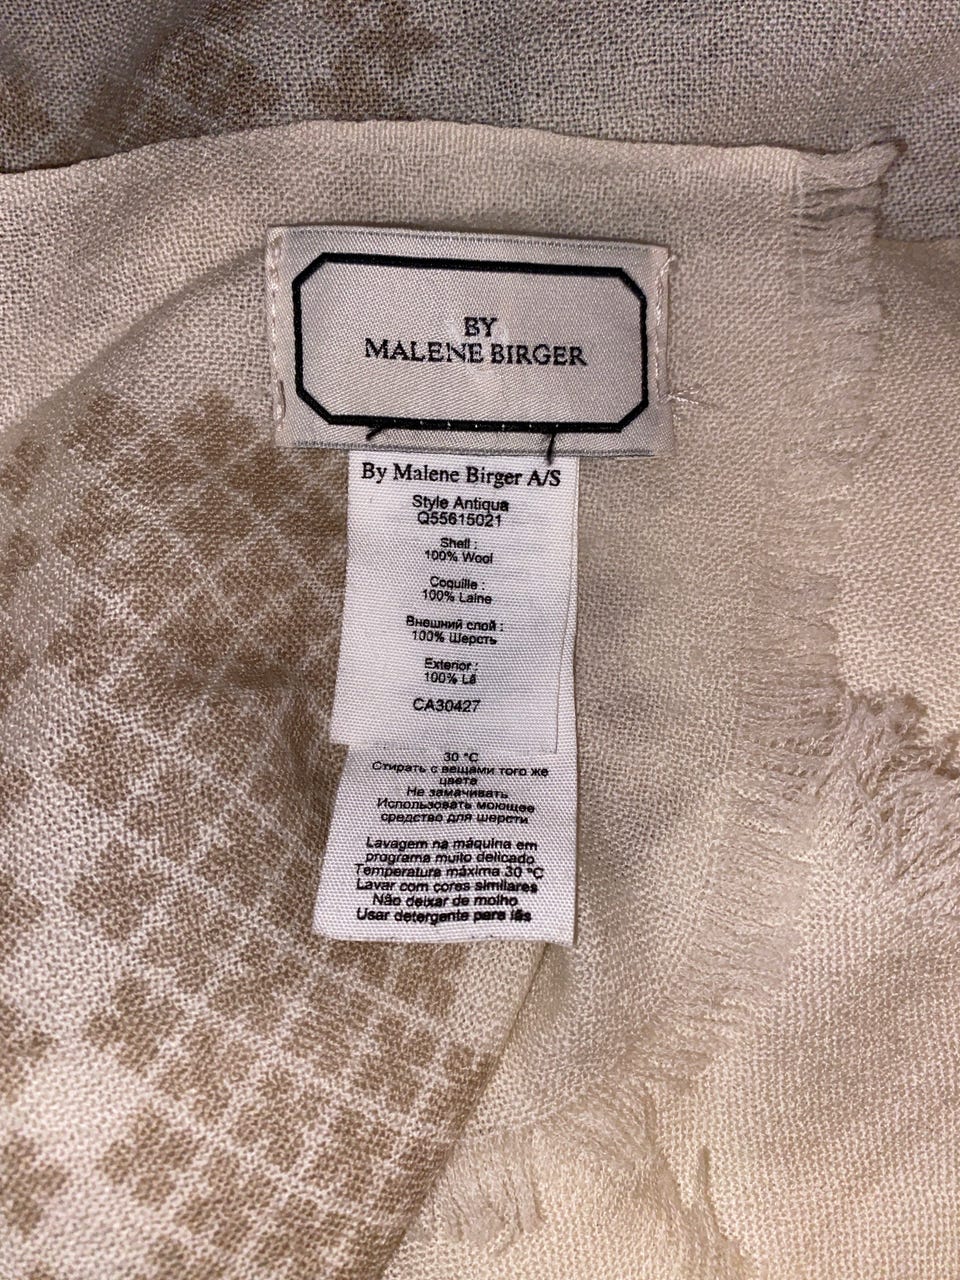 BY
MALENE BIRGER
By Malene Birger A/S
Style Antiqua
Q55615021
Shell :
100% Wool
Coquille :
100% Laine
Внешний слой :
100% Шерсть
Exterior :
100% Lã
CA30427
30 °C
Стирать с вещами того же
цвета
Не замачивать
Использовать моющее
средство для шерсти
Lavagem na máquina em
programa muito delicado
Temperatura máxima 30 °C
Lavar com cores similares
Não deixar de molho
Usar detergente para lãs